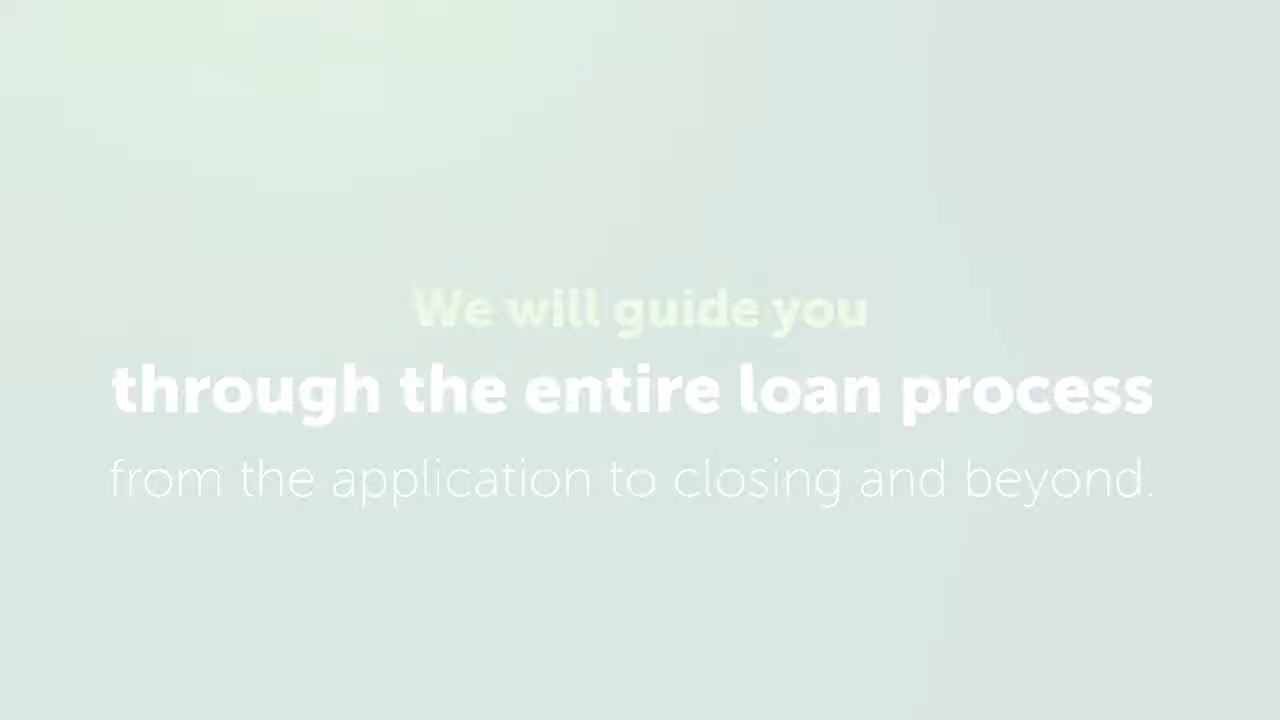 We will guide you
through the entire loan process
from the application to closing and beyond.